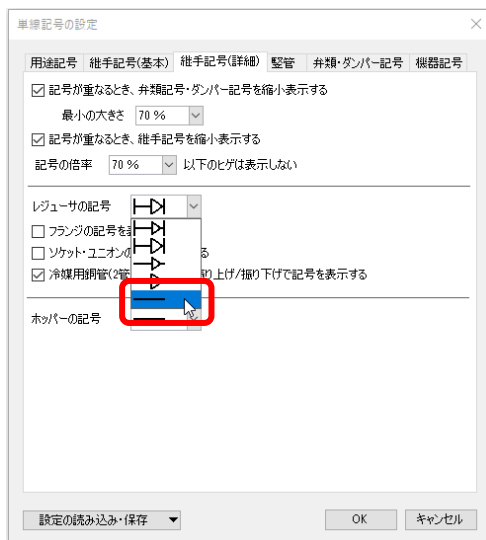 単線記号の設定
用途記号 継手記号(基本) 継手記号(詳細) 竪管 弁類・ダンパー記号 機器記号
記号が重なるとき、弁類記号・ダンパー記号を縮小表示する
最小の大きさ 70 %
記号が重なるとき、継手記号を縮小表示する
記号の倍率 70 % 以下のヒゲは表示しない
レジューサの記号
フランジの記号を
ソケット・ユニオンの る
冷媒用銅管(2管 り上げ/振り下げで記号を表示する
ホッパーの記号
設定の読み込み・保存 OK キャンセル